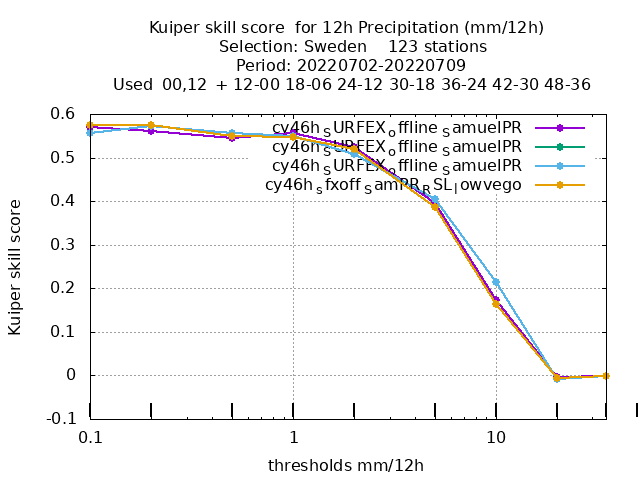 Kuiper skill score  for 12h Precipitation (mm/12h)
Selection: Sweden    123 stations
Period: 20220702-20220709
Used  00,12  + 12-00 18-06 24-12 30-18 36-24 42-30 48-36
cy46h_SURFEX_offline_SamuelPR
cy46h_SURFEX_offline_SamuelPR
cy46h_SURFEX_offline_SamuelPR
cy46h_sfxoff_SamPR_RSL_lowvego
0.6
0.5
0.4
0.3
0.2
0.1
0
-0.1
Kuiper skill score
0.1 1 10
thresholds mm/12h